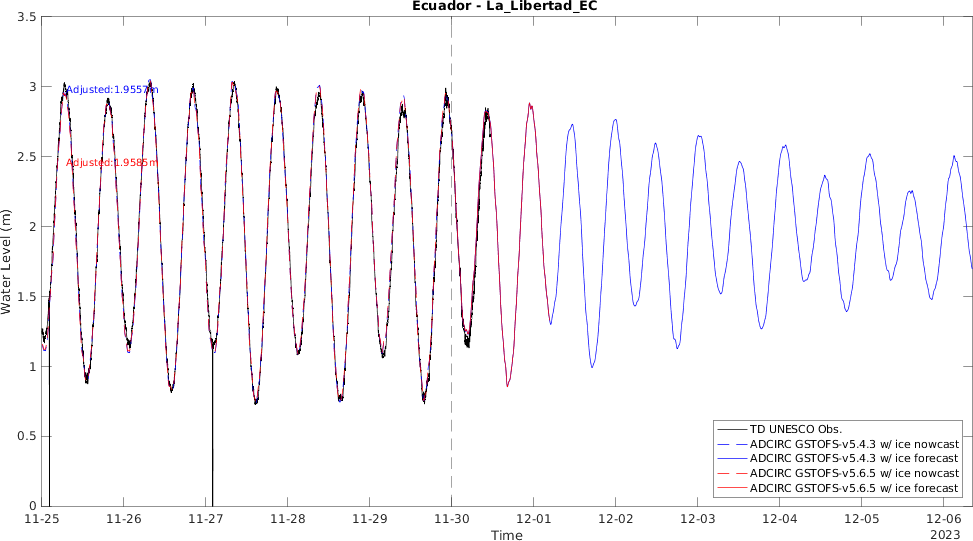 Ecuador - La_Libertad_EC
3.5
3
2.5
2
1.5
1
0.5
0
Water Level (m)
Adjusted:1.9557m
Adjusted:1.9585m
TD UNESCO Obs.
ADCIRC GSTOFS-v5.4.3 w/ ice nowcast
ADCIRC GSTOFS-v5.4.3 w/ ice forecast
ADCIRC GSTOFS-v5.6.5 w/ ice nowcast
ADCIRC GSTOFS-v5.6.5 w/ ice forecast
11-25 11-26 11-27 11-28 11-29 11-30 12-01 12-02 12-03 12-04 12-05 12-06
Time 2023